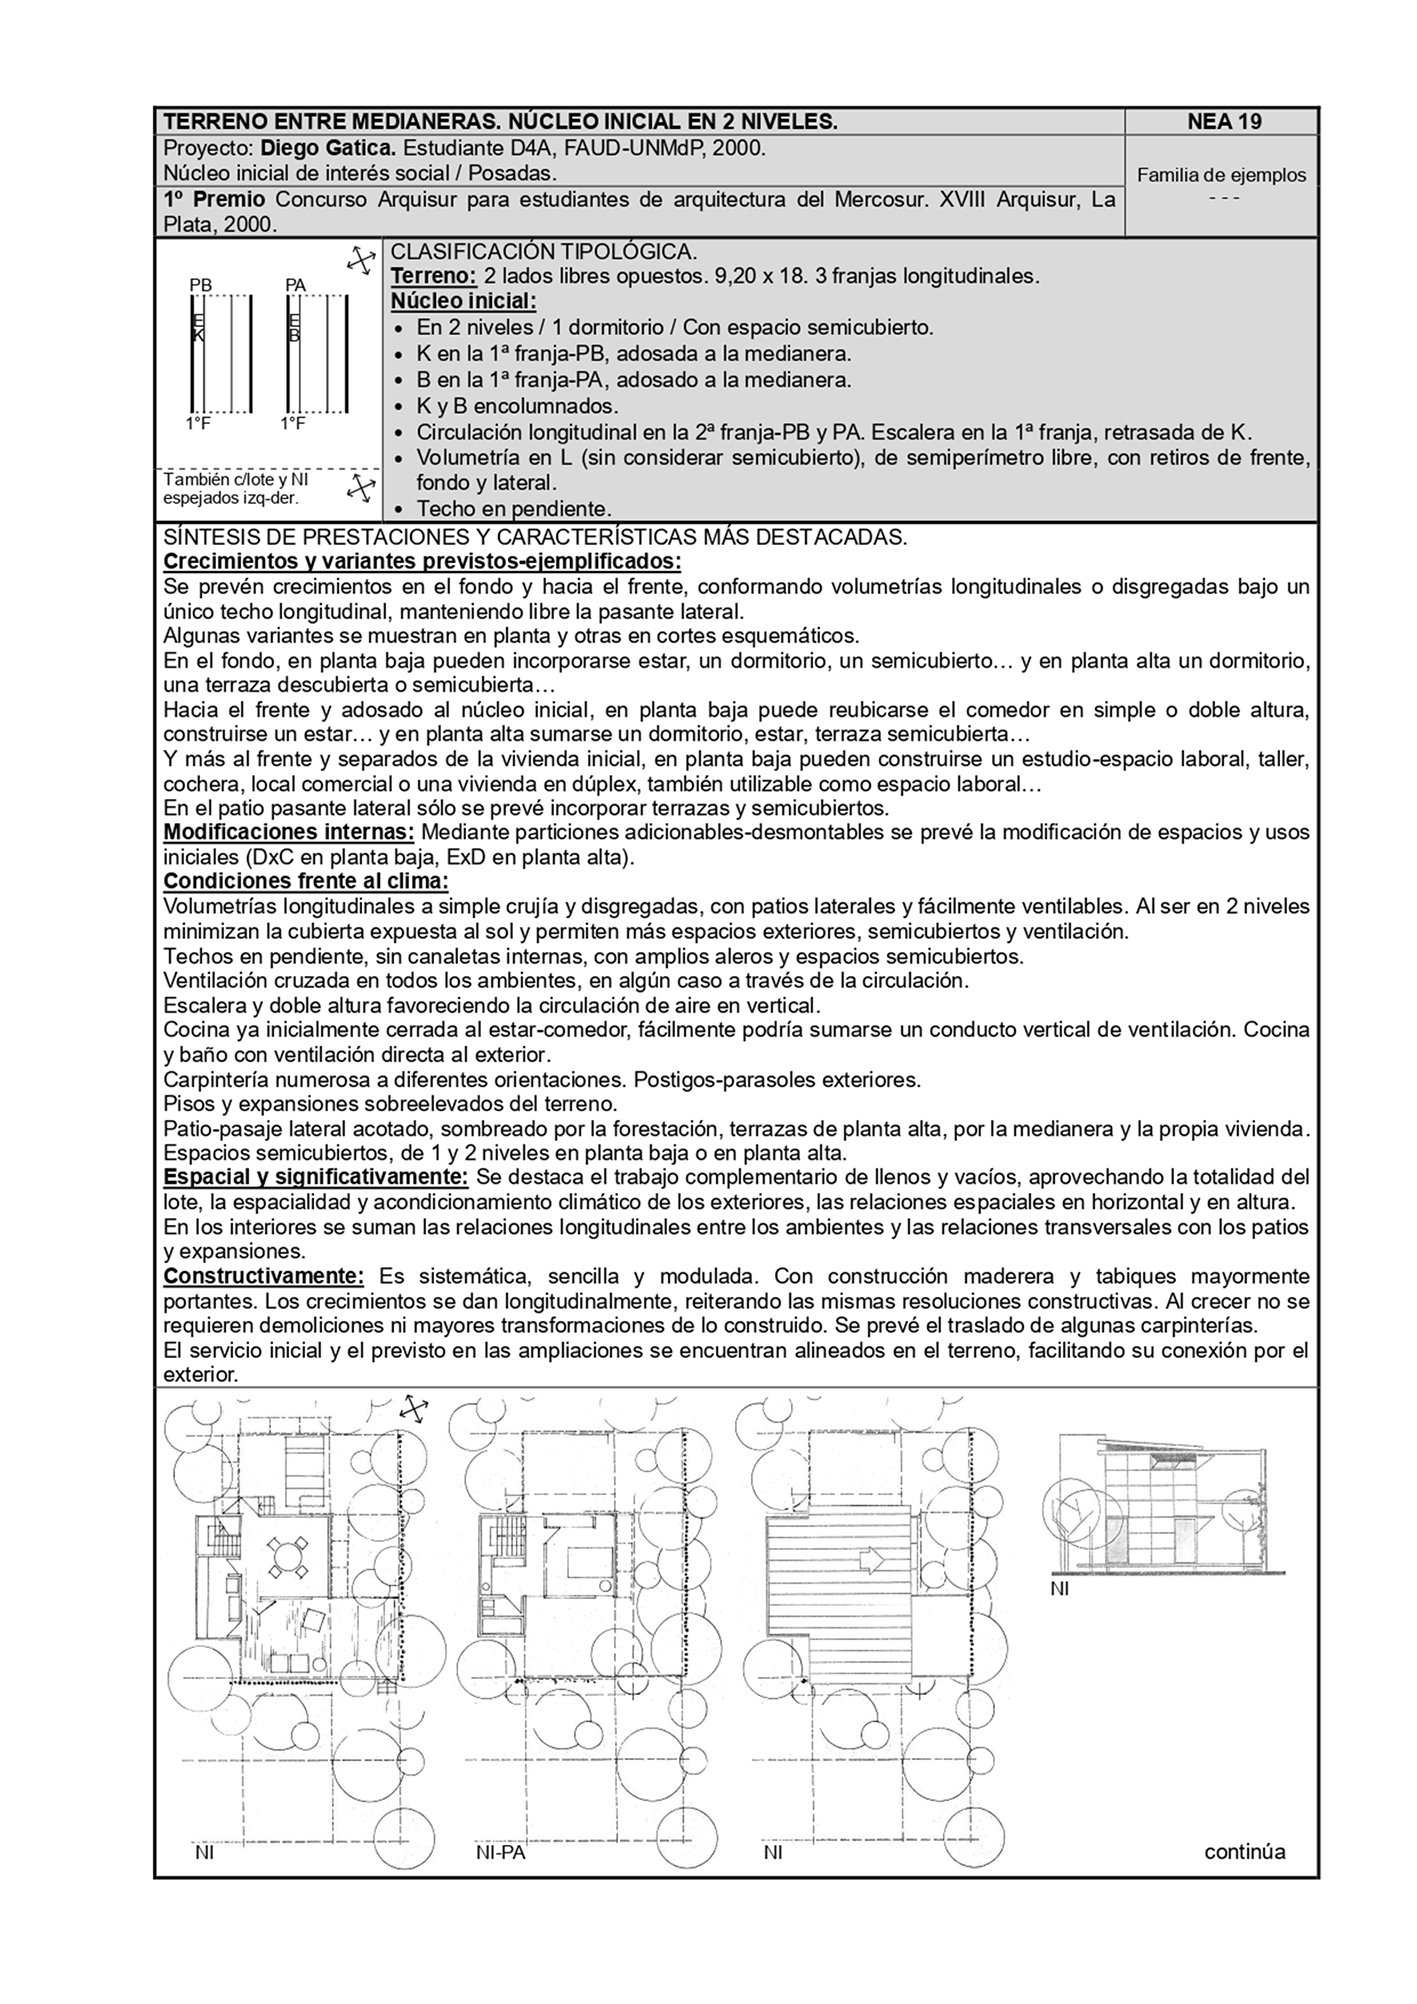 TERRENO ENTRE MEDIANERAS. NÚCLEO INICIAL EN 2 NIVELES.
NEA 19
Proyecto: Diego Gatica. Estudiante D4A, FAUD-UNMdP, 2000.
Núcleo inicial de interés social / Posadas.
Familia de ejemplos
- - -
1º Premio Concurso Arquisur para estudiantes de arquitectura del Mercosur. XVIII Arquisur, La
Plata, 2000.
PB
PA
E
K
E
B
1°F
1°F
También c/lote y NI
espejados izq-der.
CLASIFICACIÓN TIPOLÓGICA.
Terreno: 2 lados libres opuestos. 9,20 x 18. 3 franjas longitudinales.
Núcleo inicial:
• En 2 niveles / 1 dormitorio / Con espacio semicubierto.
• K en la 1ª franja-PB, adosada a la medianera.
• B en la 1ª franja-PA, adosado a la medianera.
• K y B encolumnados.
• Circulación longitudinal en la 2ª franja-PB y PA. Escalera en la 1ª franja, retrasada de K.
• Volumetría en L (sin considerar semicubierto), de semiperímetro libre, con retiros de frente,
fondo y lateral.
• Techo en pendiente.
SÍNTESIS DE PRESTACIONES Y CARACTERÍSTICAS MÁS DESTACADAS.
Crecimientos y variantes previstos-ejemplificados:
Se prevén crecimientos en el fondo y hacia el frente, conformando volumetrías longitudinales o disgregadas bajo un
único techo longitudinal, manteniendo libre la pasante lateral.
Algunas variantes se muestran en planta y otras en cortes esquemáticos.
En el fondo, en planta baja pueden incorporarse estar, un dormitorio, un semicubierto… y en planta alta un dormitorio,
una terraza descubierta o semicubierta…
Hacia el frente y adosado al núcleo inicial, en planta baja puede reubicarse el comedor en simple o doble altura,
construirse un estar… y en planta alta sumarse un dormitorio, estar, terraza semicubierta…
Y más al frente y separados de la vivienda inicial, en planta baja pueden construirse un estudio-espacio laboral, taller,
cochera, local comercial o una vivienda en dúplex, también utilizable como espacio laboral…
En el patio pasante lateral sólo se prevé incorporar terrazas y semicubiertos.
Modificaciones internas: Mediante particiones adicionables-desmontables se prevé la modificación de espacios y usos
iniciales (DxC en planta baja, ExD en planta alta).
Condiciones frente al clima:
Volumetrías longitudinales a simple crujía y disgregadas, con patios laterales y fácilmente ventilables. Al ser en 2 niveles
minimizan la cubierta expuesta al sol y permiten más espacios exteriores, semicubiertos y ventilación.
Techos en pendiente, sin canaletas internas, con amplios aleros y espacios semicubiertos.
Ventilación cruzada en todos los ambientes, en algún caso a través de la circulación.
Escalera y doble altura favoreciendo la circulación de aire en vertical.
Cocina ya inicialmente cerrada al estar-comedor, fácilmente podría sumarse un conducto vertical de ventilación. Cocina
y baño con ventilación directa al exterior.
Carpintería numerosa a diferentes orientaciones. Postigos-parasoles exteriores.
Pisos y expansiones sobreelevados del terreno.
Patio-pasaje lateral acotado, sombreado por la forestación, terrazas de planta alta, por la medianera y la propia vivienda.
Espacios semicubiertos, de 1 y 2 niveles en planta baja o en planta alta.
Espacial y significativamente: Se destaca el trabajo complementario de llenos y vacíos, aprovechando la totalidad del
lote, la espacialidad y acondicionamiento climático de los exteriores, las relaciones espaciales en horizontal y en altura.
En los interiores se suman las relaciones longitudinales entre los ambientes y las relaciones transversales con los patios
y expansiones.
Constructivamente: Es sistemática, sencilla y modulada. Con construcción maderera y tabiques mayormente
portantes. Los crecimientos se dan longitudinalmente, reiterando las mismas resoluciones constructivas. Al crecer no se
requieren demoliciones ni mayores transformaciones de lo construido. Se prevé el traslado de algunas carpinterías.
El servicio inicial y el previsto en las ampliaciones se encuentran alineados en el terreno, facilitando su conexión por el
exterior.
NI
NI
NI-PA
NI
continúa